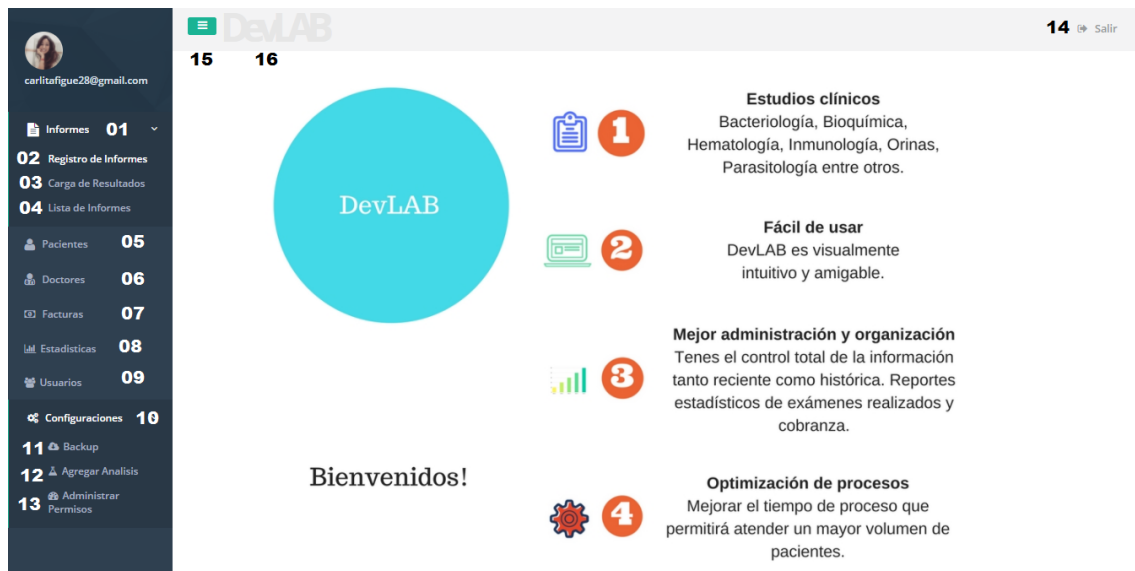 DevLAB
14 Salir
15 16
carlitafigue28@gmail.com
Informes 01
02 Registro de Informes
03 Carga de Resultados
04 Lista de Informes
Pacientes 05
Doctores 06
Facturas 07
Estadisticas 08
Usuarios 09
Configuraciones 10
11 Backup
12 Agregar Analisis
13 Administrar
Permisos
DevLAB
Bienvenidos!
1
Estudios clínicos
Bacteriología, Bioquímica,
Hematología, Inmunología, Orinas,
Parasitología entre otros.
2
Fácil de usar
DevLAB es visualmente
intuitivo y amigable.
3
Mejor administración y organización
Tenes el control total de la información
tanto reciente como histórica. Reportes
estadísticos de exámenes realizados y
cobranza.
4
Optimización de procesos
Mejorar el tiempo de proceso que
permitirá atender un mayor volumen de
pacientes.